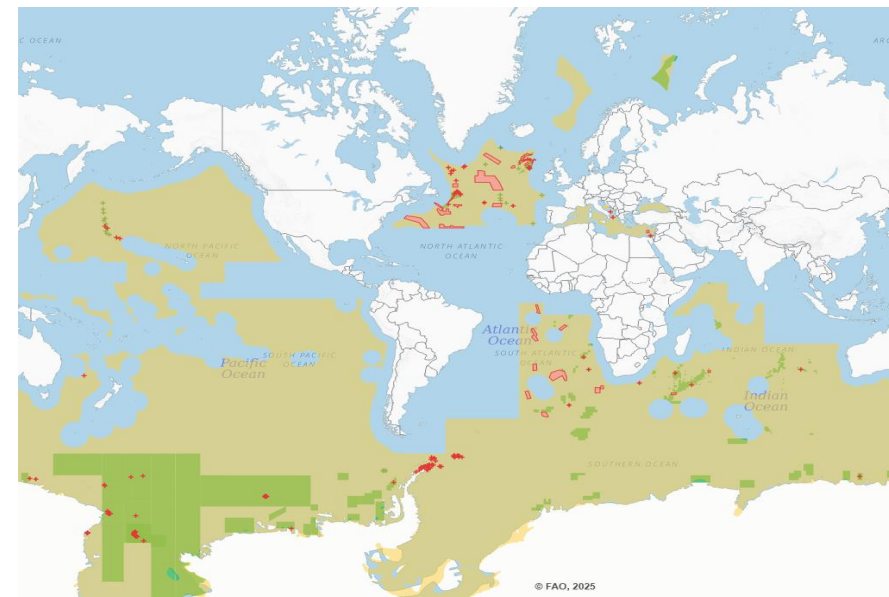 C OCEAN
ARC
NORTH PACIFIC
OCEAN
NORTH ATLANTIC
OCEAN
Pacific
Ocean
SOUTH PACIFIC
OCEAN
Atlantic
Ocean
SOUTH ATLANTIC
OCEAN
INDIAN OCEAN
Indian
Ocean
SOUTHERN OCEAN
© FAO, 2025